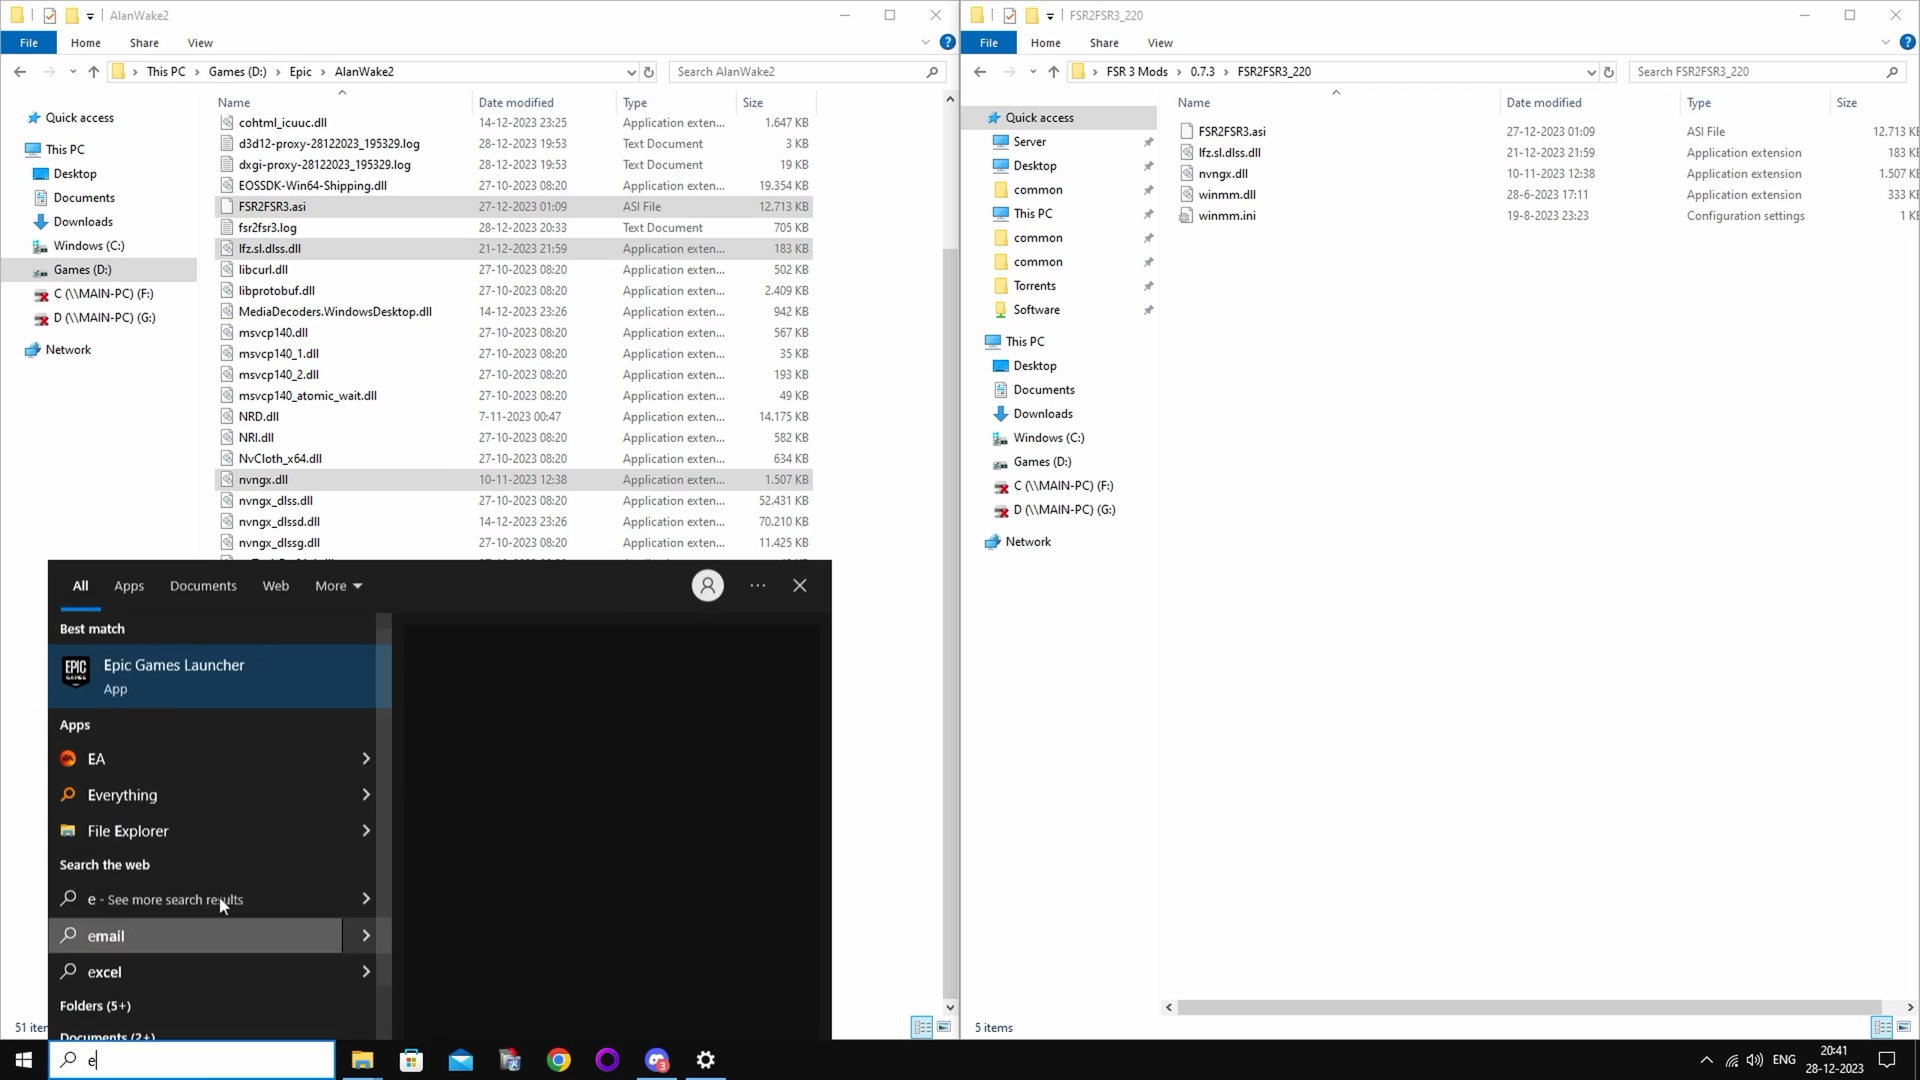 AlanWake2
File Home Share View
This PC > Games (D:) > Epic > AlanWake2
Search AlanWake2
Quick access
This PC
Desktop
Documents
Downloads
Windows (C:)
Games (D:)
C (\\MAIN-PC) (F:)
D (\\MAIN-PC) (G:)
Network
Name Date modified Type Size
cohtml_icuuc.dll 14-12-2023 23:25 Application exten... 1.647 KB
d3d12-proxy-28122023_195329.log 28-12-2023 19:53 Text Document 3 KB
dxgi-proxy-28122023_195329.log 28-12-2023 19:53 Text Document 19 KB
EOSSDK-Win64-Shipping.dll 27-10-2023 08:20 Application exten... 19.354 KB
FSR2FSR3.asi 27-12-2023 01:09 ASI File 12.713 KB
fsr2fsr3.log 28-12-2023 20:33 Text Document 705 KB
lfz.sl.dlss.dll 21-12-2023 21:59 Application exten... 183 KB
libcurl.dll 27-10-2023 08:20 Application exten... 502 KB
libprotobuf.dll 27-10-2023 08:20 Application exten... 2.409 KB
MediaDecoders.WindowsDesktop.dll 14-12-2023 23:26 Application exten... 942 KB
msvcp140.dll 27-10-2023 08:20 Application exten... 567 KB
msvcp140_1.dll 27-10-2023 08:20 Application exten... 35 KB
msvcp140_2.dll 27-10-2023 08:20 Application exten... 193 KB
msvcp140_atomic_wait.dll 27-10-2023 08:20 Application exten... 49 KB
NRD.dll 7-11-2023 00:47 Application exten... 14.175 KB
NRI.dll 27-10-2023 08:20 Application exten... 582 KB
NvCloth_x64.dll 27-10-2023 08:20 Application exten... 634 KB
nvngx.dll 10-11-2023 12:38 Application exten... 1.507 KB
nvngx_dlss.dll 27-10-2023 08:20 Application exten... 52.431 KB
nvngx_dlssd.dll 14-12-2023 23:26 Application exten... 70.210 KB
nvngx_dlssg.dll 27-10-2023 08:20 Application exten... 11.425 KB
51 iter
All Apps Documents Web More
Best match
EPIC GAMES
Epic Games Launcher
App
Apps
EA
Everything
File Explorer
Search the web
e - See more search results
email
excel
Folders (5+)
Documents (2+)
e
FSR2FSR3_220
File Home Share View
FSR 3 Mods > 0.7.3 > FSR2FSR3_220
Search FSR2FSR3_220
Quick access
Server
Desktop
common
This PC
common
common
Torrents
Software
This PC
Desktop
Documents
Downloads
Windows (C:)
Games (D:)
C (\\MAIN-PC) (F:)
D (\\MAIN-PC) (G:)
Network
Name Date modified Type Size
FSR2FSR3.asi 27-12-2023 01:09 ASI File 12.713 KB
lfz.sl.dlss.dll 21-12-2023 21:59 Application extension 183 KB
nvngx.dll 10-11-2023 12:38 Application extension 1.507 KB
winmm.dll 28-6-2023 17:11 Application extension 333 KB
winmm.ini 19-8-2023 23:23 Configuration settings 1 KB
5 items
3
ENG
20:41
28-12-2023